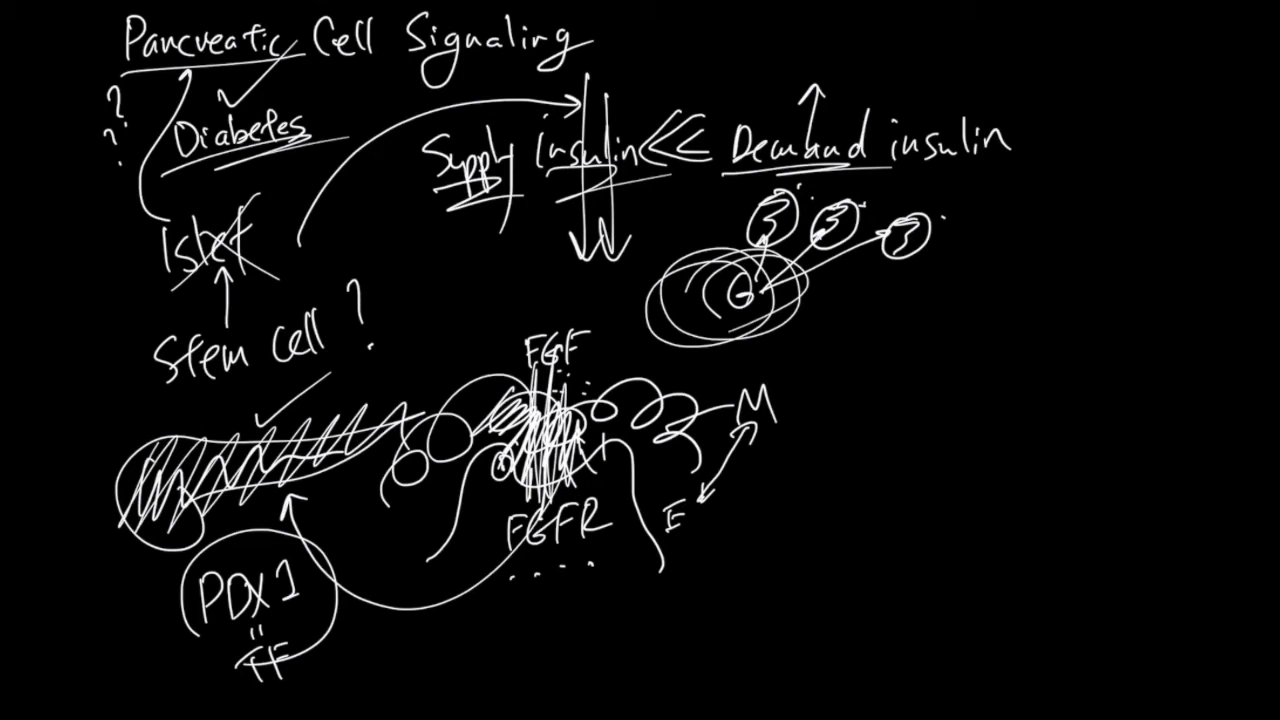 Pancreatic Cell Signaling
? Diabetes
?
Supply Insulin << Demand insulin
Islet
Stem Cell ?
G
FGF
M
FGFR
E
PDX1
=
TF